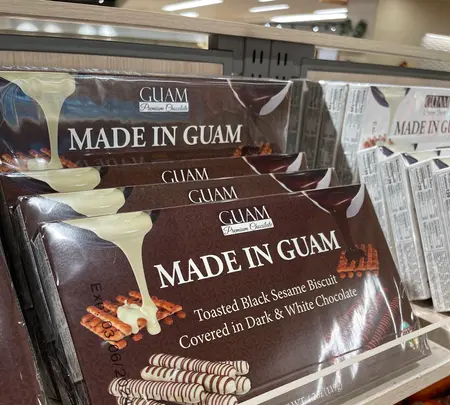 GUAM
Premium Chocolate
MADE IN GUAM
GUAM
MADE IN GU
GUAM
GUAM
GUAM
Premium Chocolate
MADE IN GUAM
Toasted Black Sesame Biscuit
Covered in Dark & White Chocolate